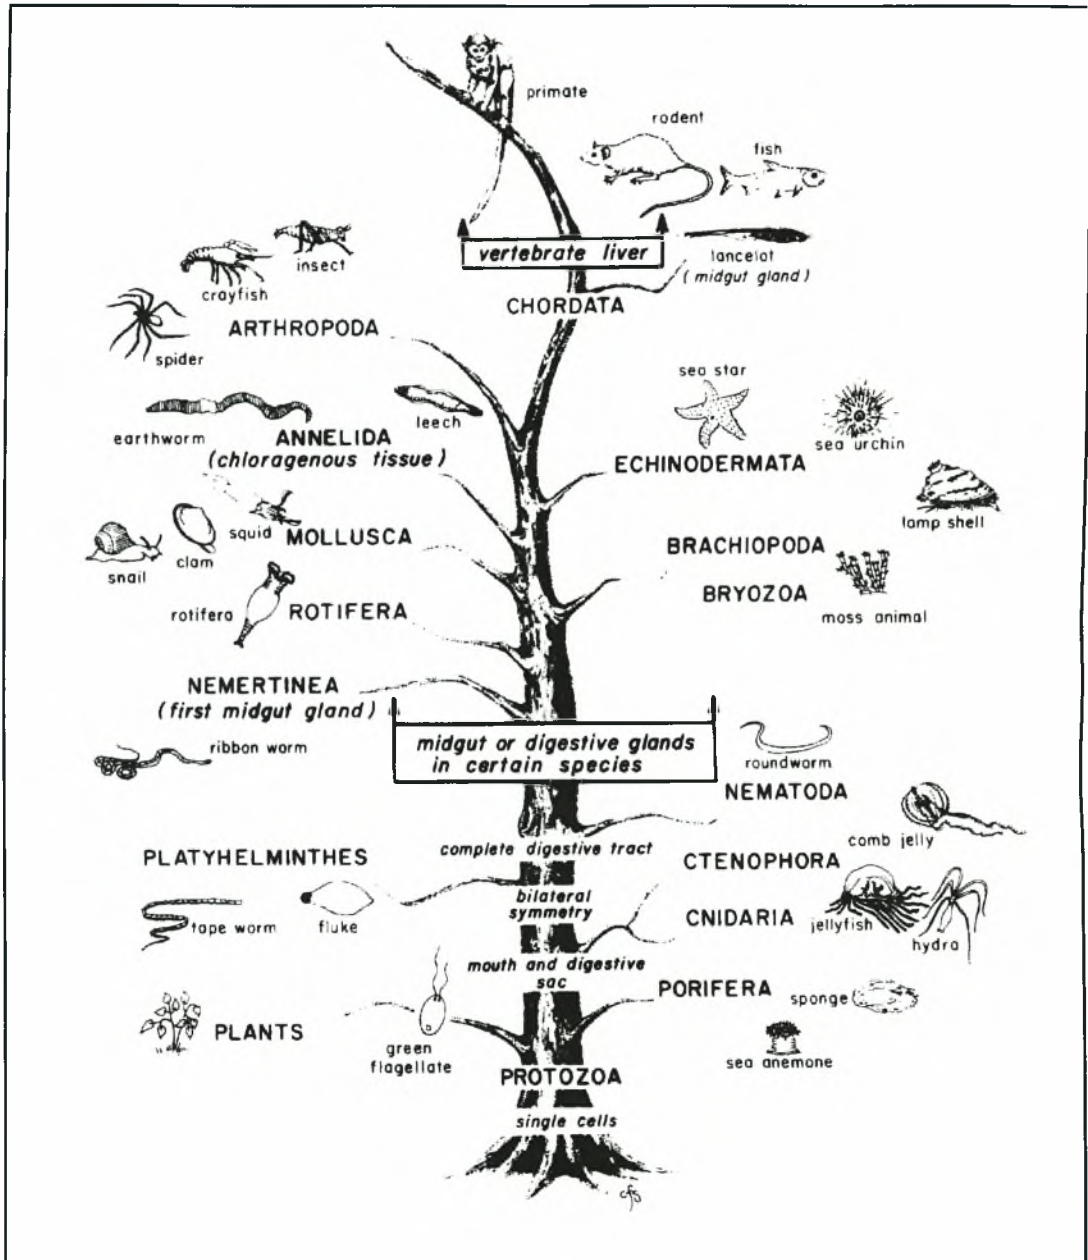 primate
rodent
fish
vertebrate liver
lancelot
(midgut gland)
CHORDATA
insect
crayfish
spider
ARTHROPODA
sea star
sea urchin
leech
earthworm
ANNELIDA
(chloragenous tissue)
ECHINODERMATA
lamp shell
squid
MOLLUSCA
clam
snail
BRACHIOPODA
BRYOZOA
moss animal
rotifera
ROTIFERA
NEMERTINEA
(first midgut gland)
ribbon worm
midgut or digestive glands
in certain species
roundworm
NEMATODA
comb jelly
complete digestive tract
CTENOPHORA
PLATYHELMINTHES
bilateral
symmetry
tape worm
fluke
CNIDARIA
jellyfish
hydra
mouth and digestive
sac
PORIFERA
sponge
sea anemone
PLANTS
green
flagellate
PROTOZOA
single cells
cfs